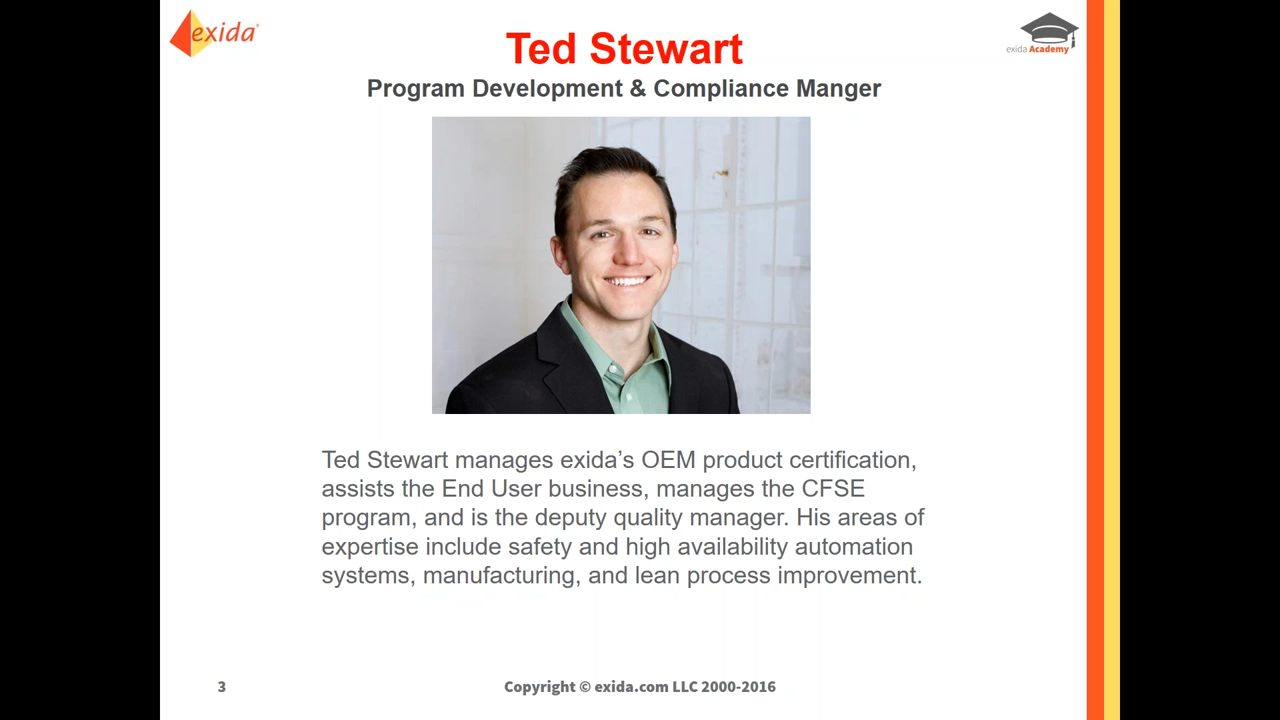 exida
Ted Stewart
exida Academy
Program Development & Compliance Manger
Ted Stewart manages exida’s OEM product certification,
assists the End User business, manages the CFSE
program, and is the deputy quality manager. His areas of
expertise include safety and high availability automation
systems, manufacturing, and lean process improvement.
3
Copyright © exida.com LLC 2000-2016